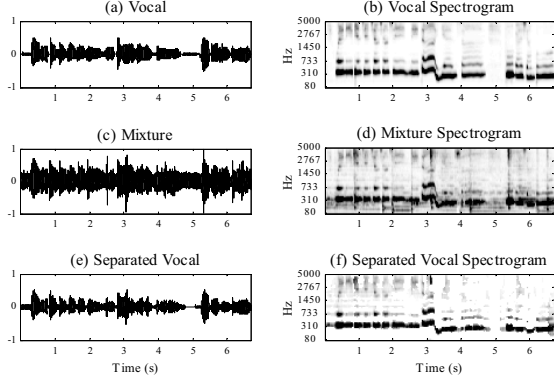 (a) Vocal
1
0
-1
1 2 3 4 5 6
(b) Vocal Spectrogram
Hz
5000
2767
1450
733
310
80
1 2 3 4 5 6
(c) Mixture
1
0
-1
1 2 3 4 5 6
(d) Mixture Spectrogram
Hz
5000
2767
1450
733
310
80
1 2 3 4 5 6
(e) Separated Vocal
1
0
-1
1 2 3 4 5 6
Time (s)
(f) Separated Vocal Spectrogram
Hz
5000
2767
1450
733
310
80
1 2 3 4 5 6
Time (s)